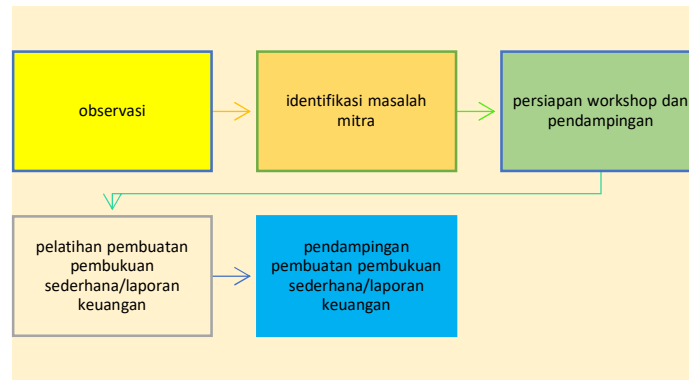 observasi
identifikasi masalah
mitra
persiapan workshop dan
pendampingan
pelatihan pembuatan
pembukuan
sederhana/laporan
keuangan
pendampingan
pembuatan pembukuan
sederhana/laporan
keuangan